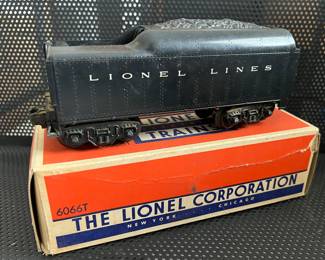 LIONEL LINES
LIONEL
TRAINS
6066T
THE LIONEL CORPORATION
NEW YORK CHICAGO